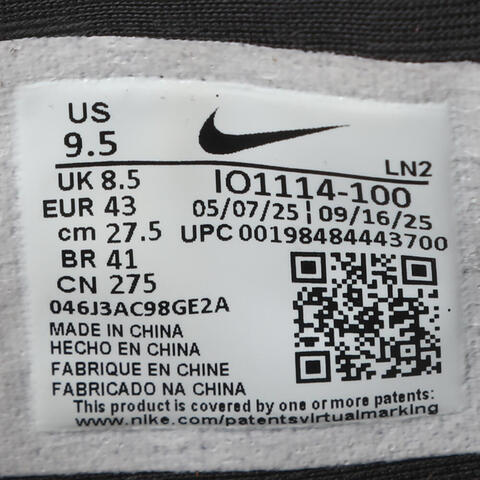 US
9.5
LN2
UK 8.5
IO1114-100
EUR 43
05/07/25 | 09/16/25
cm 27.5
UPC 00198484443700
BR 41
CN 275
046J3AC98GE2A
MADE IN CHINA
HECHO EN CHINA
FABRIQUE EN CHINE
FABRICADO NA CHINA
This product is covered by one or more patents:
www.nike.com/patentsvirtualmarking